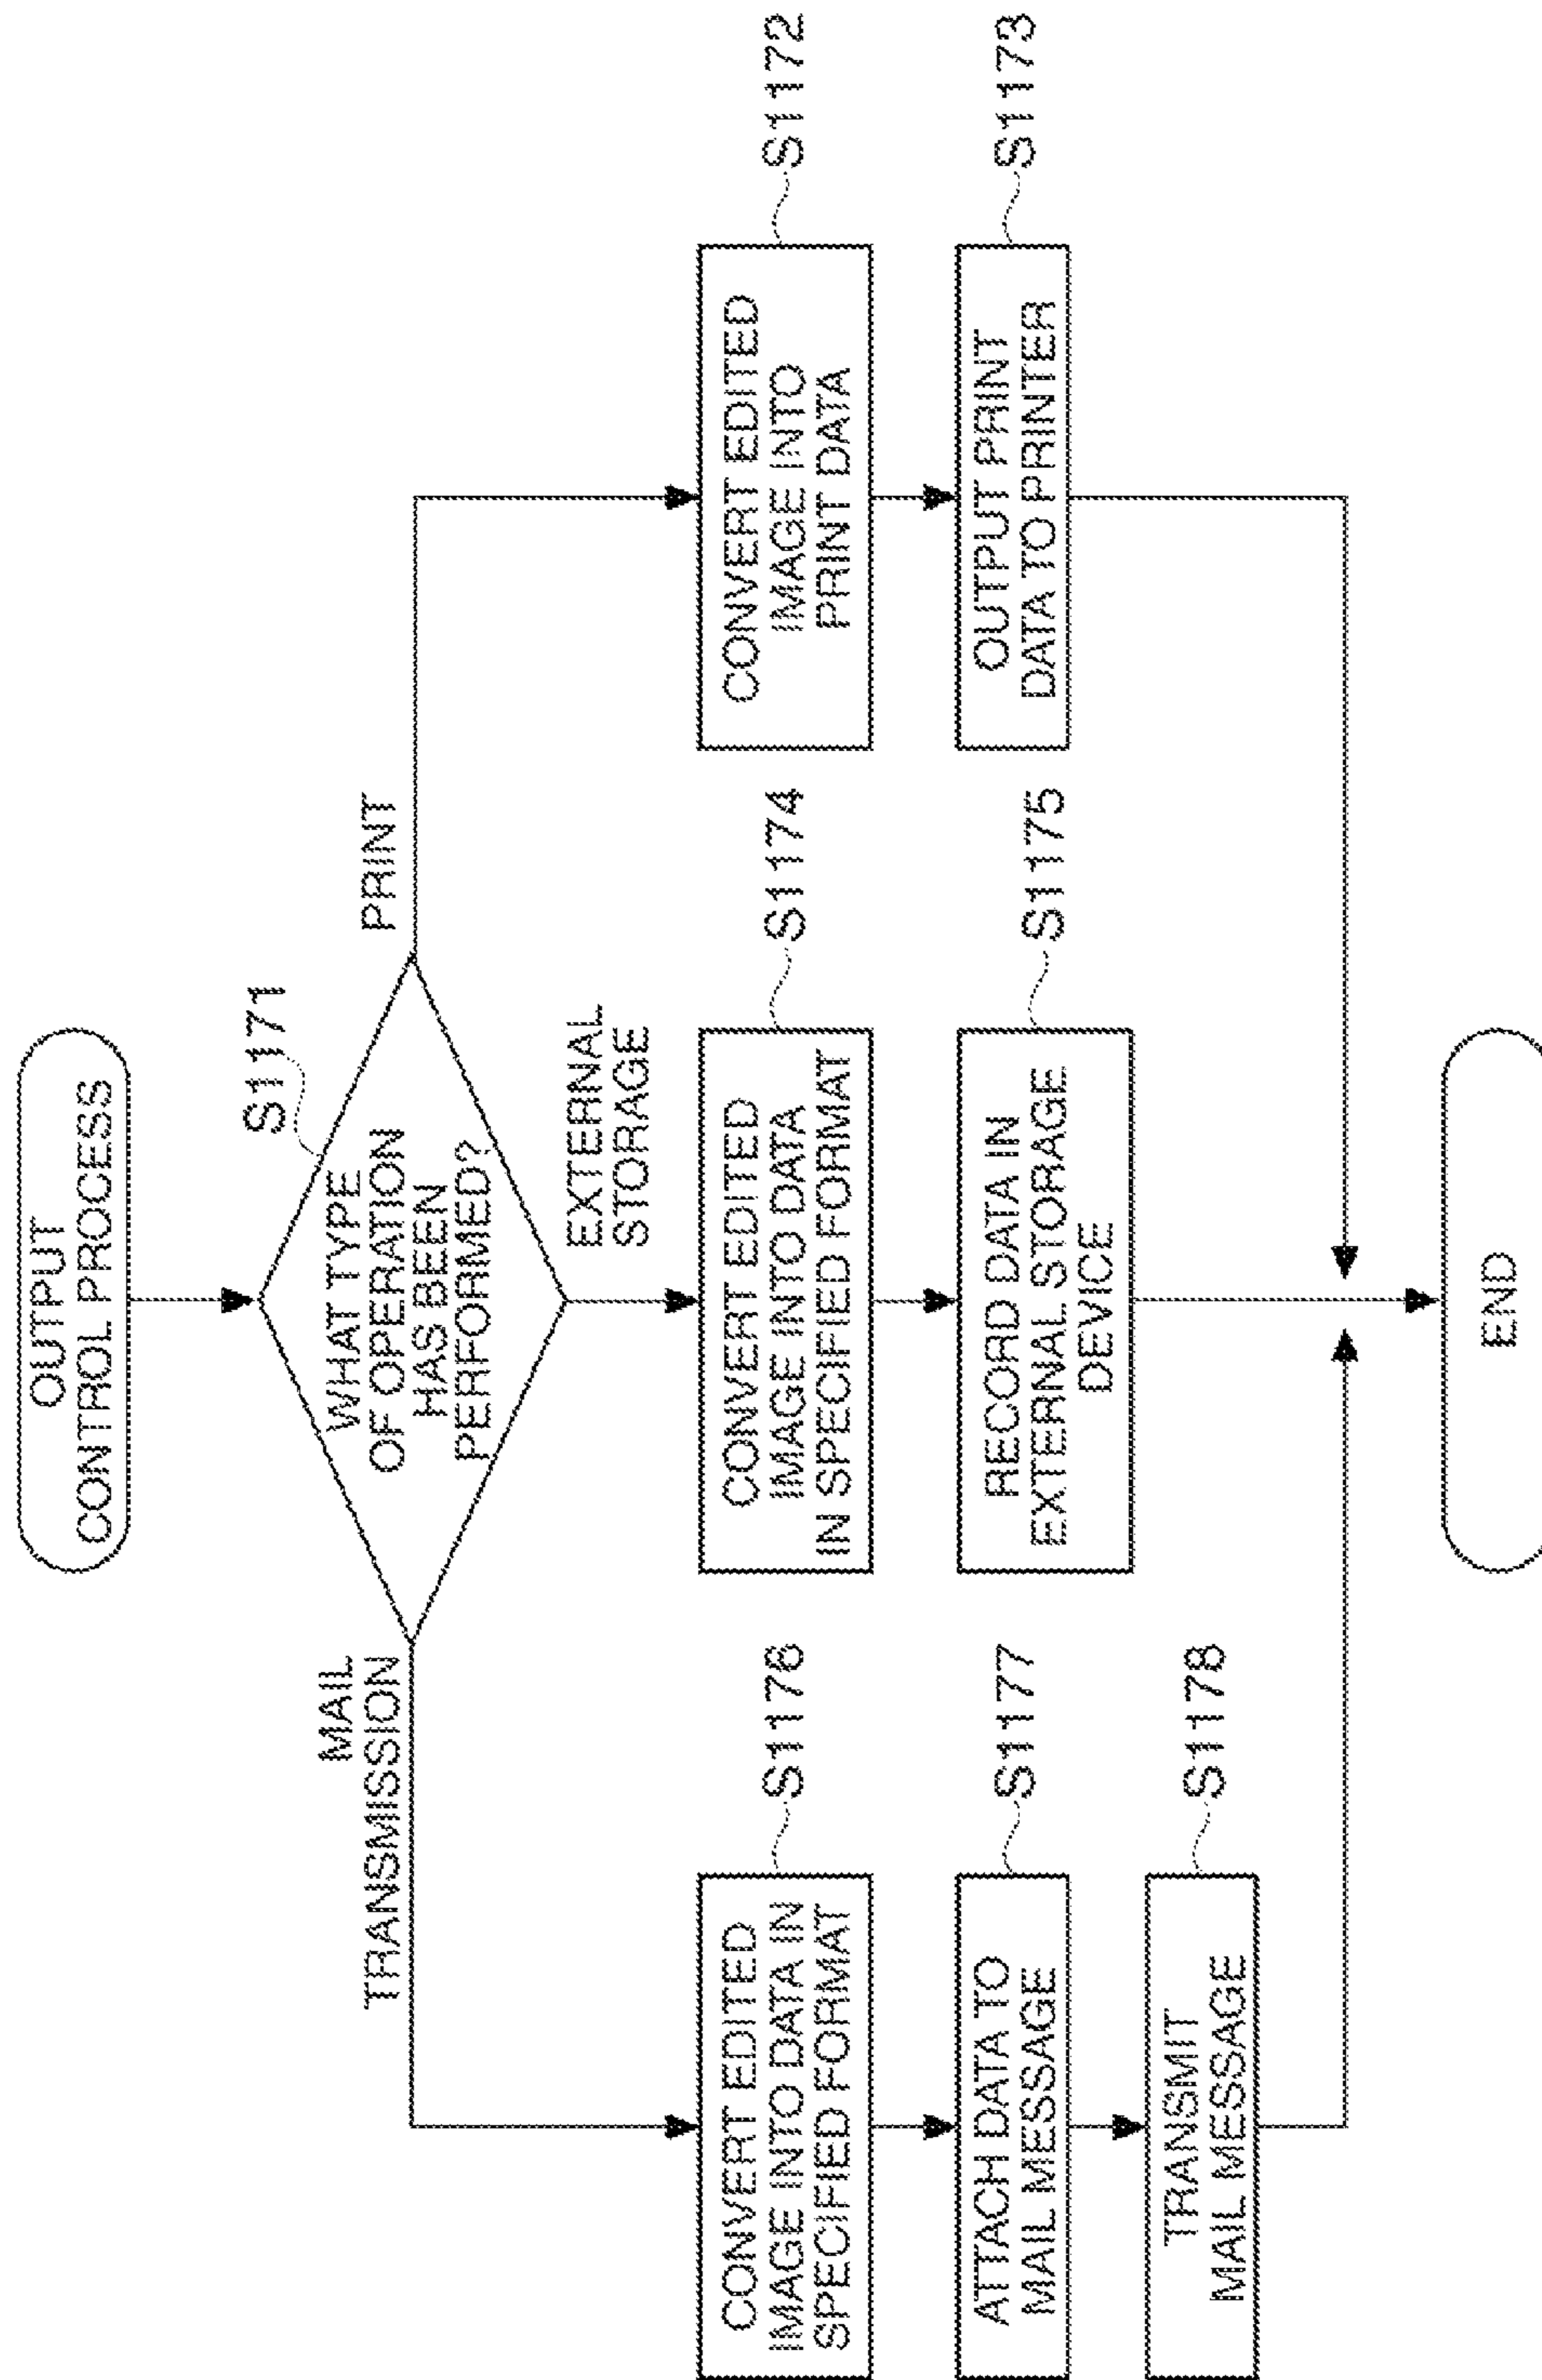 OUTPUT
CONTROL PROCESS
S1171
WHAT TYPE
OF OPERATION
HAS BEEN
PERFORMED?
MAIL
TRANSMISSION
EXTERNAL
STORAGE
PRINT
S1176
CONVERT EDITED
IMAGE INTO DATA IN
SPECIFIED FORMAT
S1177
ATTACH DATA TO
MAIL MESSAGE
S1178
TRANSMIT
MAIL MESSAGE
S1174
CONVERT EDITED
IMAGE INTO DATA
IN SPECIFIED FORMAT
S1175
RECORD DATA IN
EXTERNAL STORAGE
DEVICE
S1172
CONVERT EDITED
IMAGE INTO
PRINT DATA
S1173
OUTPUT PRINT
DATA TO PRINTER
END